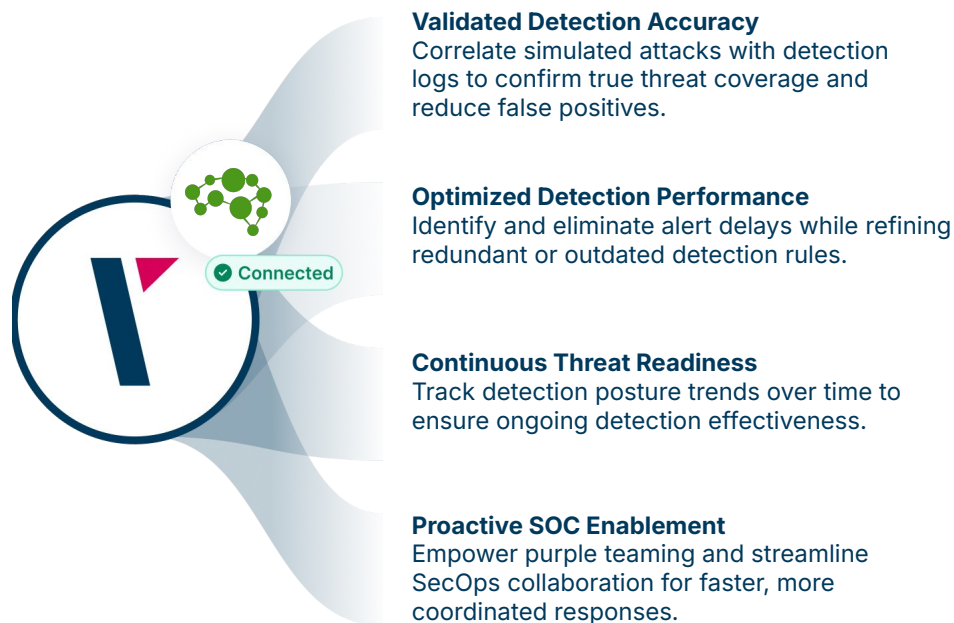 Validated Detection Accuracy
Correlate simulated attacks with detection
logs to confirm true threat coverage and
reduce false positives.
Optimized Detection Performance
Identify and eliminate alert delays while refining
redundant or outdated detection rules.
Connected
Continuous Threat Readiness
Track detection posture trends over time to
ensure ongoing detection effectiveness.
Proactive SOC Enablement
Empower purple teaming and streamline
SecOps collaboration for faster, more
coordinated responses.